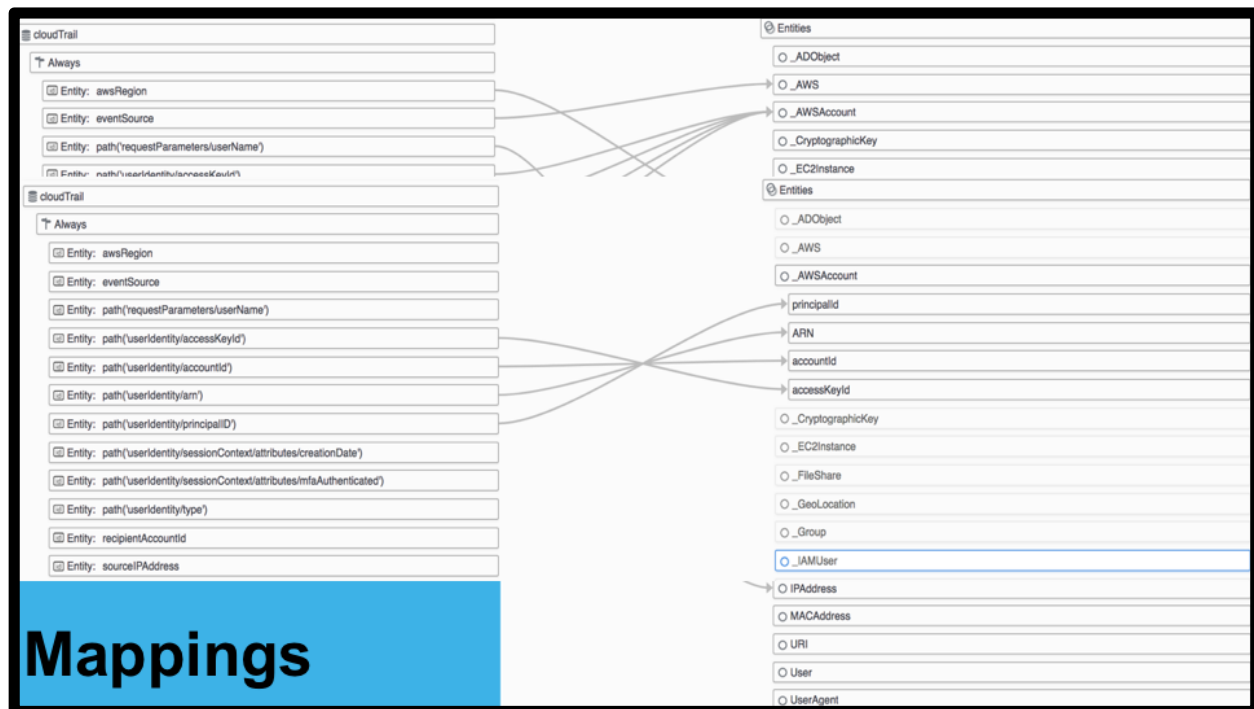 cloudTrail
Always
Entity: awsRegion
Entity: eventSource
Entity: path('requestParameters/userName')
Entity: path('userIdentity/accessKeyId')
Entities
_ADObject
_AWS
_AWSAccount
_CryptographicKey
_EC2Instance
cloudTrail
Always
Entity: awsRegion
Entity: eventSource
Entity: path('requestParameters/userName')
Entity: path('userIdentity/accessKeyId')
Entity: path('userIdentity/accountId')
Entity: path('userIdentity/arn')
Entity: path('userIdentity/principalID')
Entity: path('userIdentity/sessionContext/attributes/creationDate')
Entity: path('userIdentity/sessionContext/attributes/mfaAuthenticated')
Entity: path('userIdentity/type')
Entity: recipientAccountId
Entity: sourceIPAddress
Entities
_ADObject
_AWS
_AWSAccount
principalId
ARN
accountId
accessKeyId
_CryptographicKey
_EC2Instance
_FileShare
_GeoLocation
_Group
_IAMUser
IPAddress
MACAddress
URI
User
UserAgent
Mappings